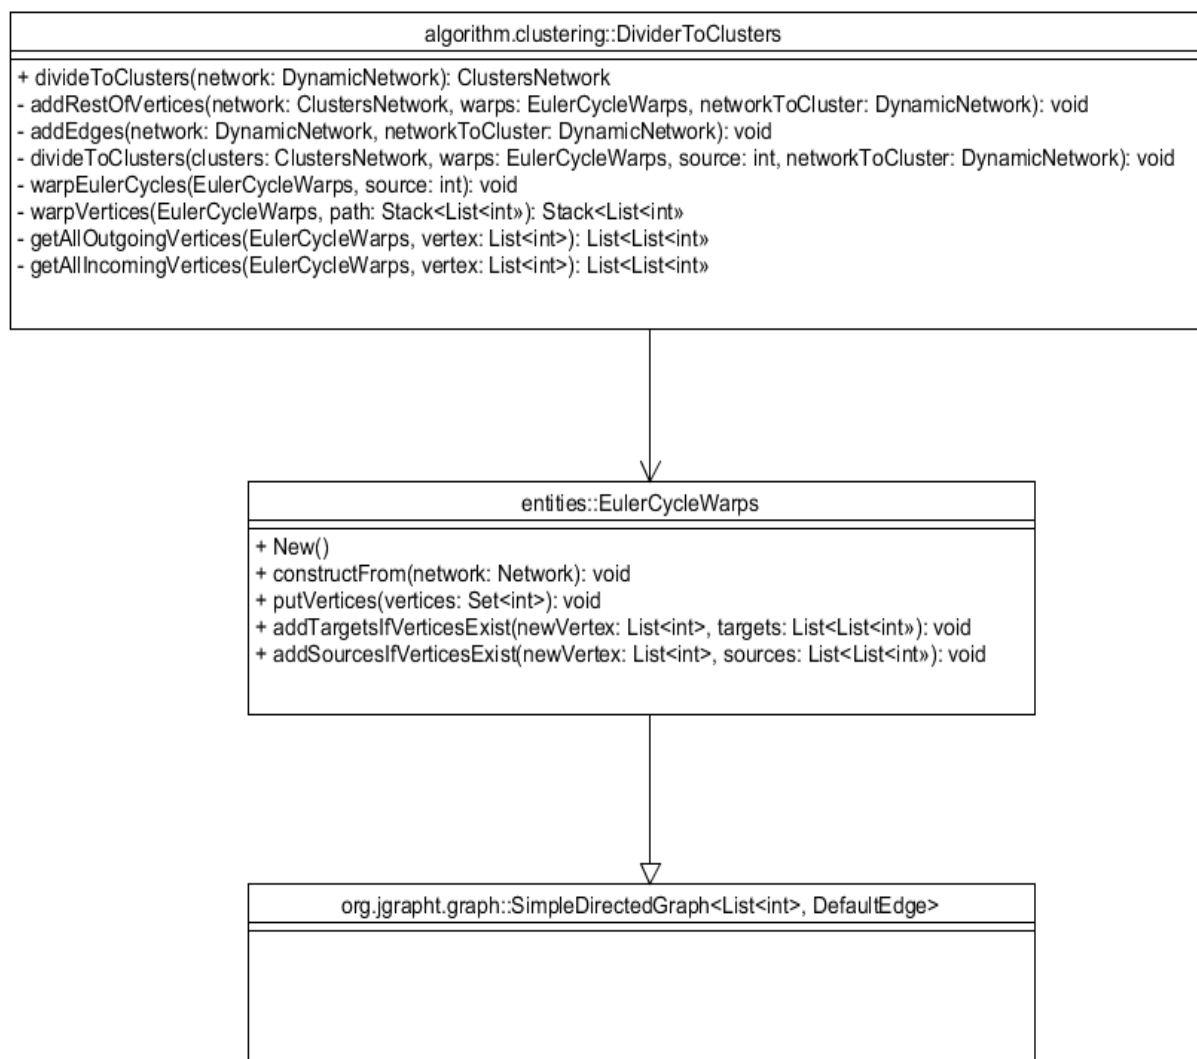 algorithm.clustering::DividerToClusters
+ divideToClusters(network: DynamicNetwork): ClustersNetwork
- addRestOfVertices(network: ClustersNetwork, warps: EulerCycleWarps, networkToCluster: DynamicNetwork): void
- addEdges(network: DynamicNetwork, networkToCluster: DynamicNetwork): void
- divideToClusters(clusters: ClustersNetwork, warps: EulerCycleWarps, source: int, networkToCluster: DynamicNetwork): void
- warpEulerCycles(EulerCycleWarps, source: int): void
- warpVertices(EulerCycleWarps, path: Stack<List<int»): Stack<List<int»
- getAllOutgoingVertices(EulerCycleWarps, vertex: List<int>): List<List<int»
- getAllIncomingVertices(EulerCycleWarps, vertex: List<int>): List<List<int»
entities::EulerCycleWarps
+ New()
+ constructFrom(network: Network): void
+ putVertices(vertices: Set<int>): void
+ addTargetsIfVerticesExist(newVertex: List<int>, targets: List<List<int»): void
+ addSourcesIfVerticesExist(newVertex: List<int>, sources: List<List<int»): void
org.jgrapht.graph::SimpleDirectedGraph<List<int>, DefaultEdge>